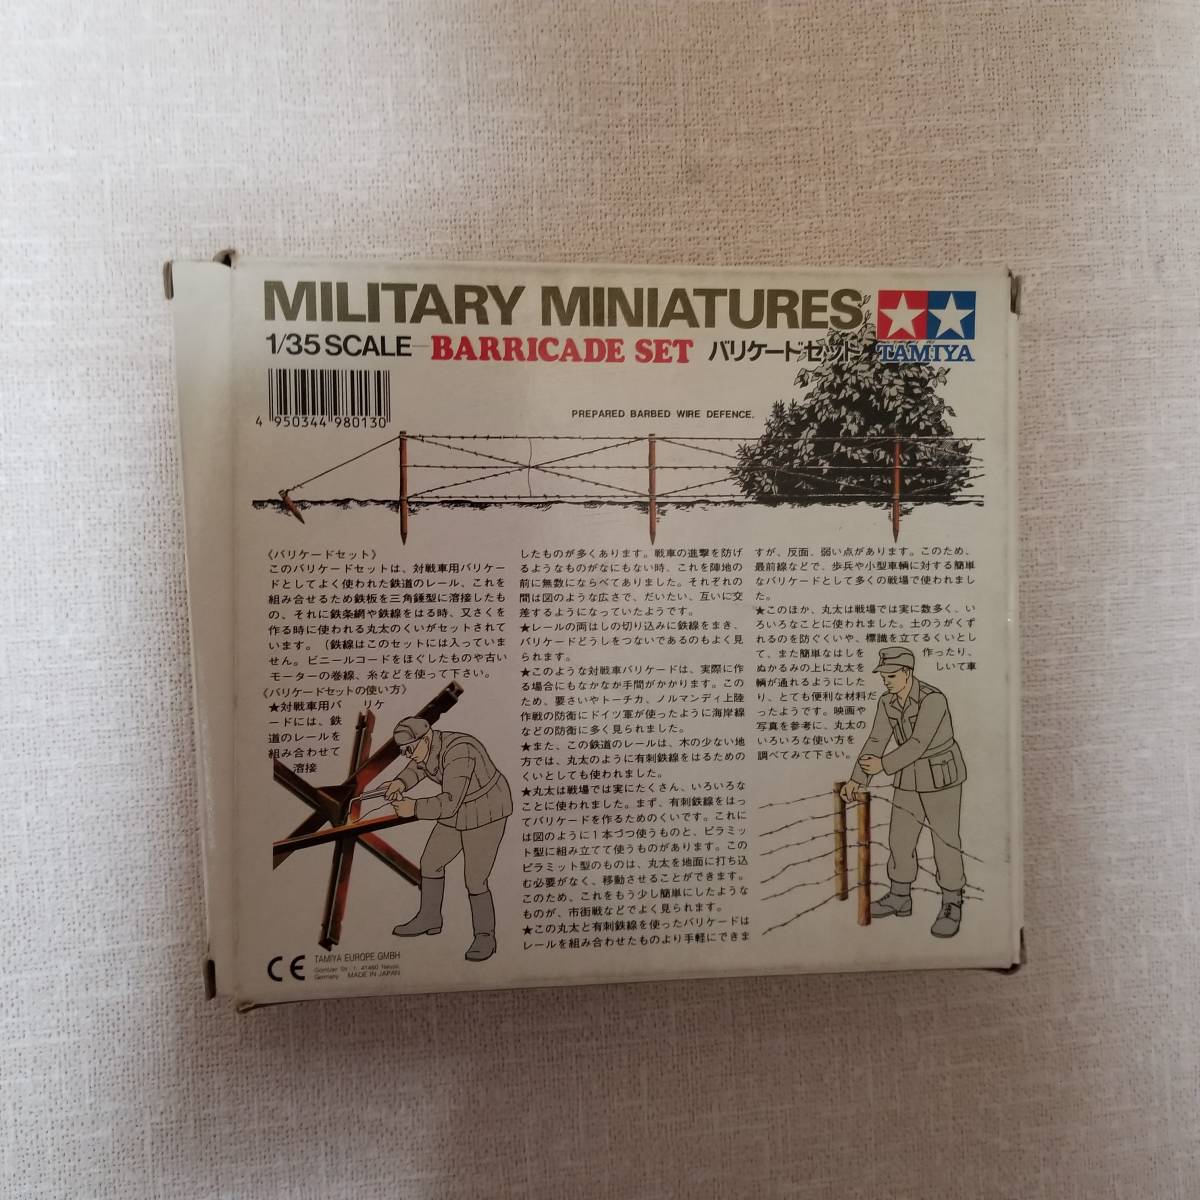 MILITARY MINIATURES
1/35 SCALE BARRICADE SET バリケードセット TAMIYA
4 950344 980130
PREPARED BARBED WIRE DEFENCE.
《バリケードセット》
このバリケードセットは、対戦車用バリケ
ードとしてよく使われた鉄道のレール、これを
組み合せるため鉄板を三角錘型に溶接したも
の、それに鉄条網や鉄線をはる時、又さくを
作る時に使われる丸太のくいがセットされて
います。(鉄線はこのセットには入っていま
せん。ビニールコードをほぐしたものや古い
モーターの巻線、糸などを使って下さい。
《バリケードセットの使い方》
★対戦車用バリケ
ードには、鉄
道のレールを
組み合わせて
溶接
したものが多くあります。戦車の進撃を防げ
るようなものがなにもない時、これを陣地の
前に無数にならべてありました。それぞれの
間は図のような広さで、だいたい、互いに交
差するようになっていたようです。
★レールの両はしの切り込みに鉄線をまき、
バリケードどうしをつないであるのもよく見
られます。
★このような対戦車バリケードは、実際に作
る場合にもなかなか手間がかかります。この
ため、要さいやトーチカ、ノルマンディ上陸
作戦の防衛にドイツ軍が使ったように海岸線
などの防衛に多く見られました。
★また、この鉄道のレールは、木の少ない地
方では、丸太のように有刺鉄線をはるための
くいとしても使われました。
★丸太は戦場では実にたくさん、いろいろな
ことに使われました。まず、有刺鉄線をはっ
てバリケードを作るためのくいです。これに
は図のように1本づつ使うものと、ピラミッ
ト型に組み立てて使うものがあります。この
ピラミット型のものは、丸太を地面に打ち込
む必要がなく、移動させることができます。
このため、これをもう少し簡単にしたような
ものが、市街戦などでよく見られます。
★この丸太と有刺鉄線を使ったバリケードは
レールを組み合わせたものより手軽にできま
すが、反面、弱い点があります。このため、
最前線などで、歩兵や小型車輌に対する簡単
なバリケードとして多くの戦場で使われまし
た。
★このほか、丸太は戦場では実に数多く、い
ろいろなことに使われました。土のうがくず
れるのを防ぐくいや、標識を立てるくいとし
て、また簡単なはしを作ったり、
ぬかるみの上に丸太をしいて車
輌が通れるようにした
り、とても便利な材料だ
ったようです。映画や
写真を参考に、丸太の
いろいろな使い方を
調べてみて下さい。
CE TAMIYA EUROPE GMBH
Germany MADE IN JAPAN